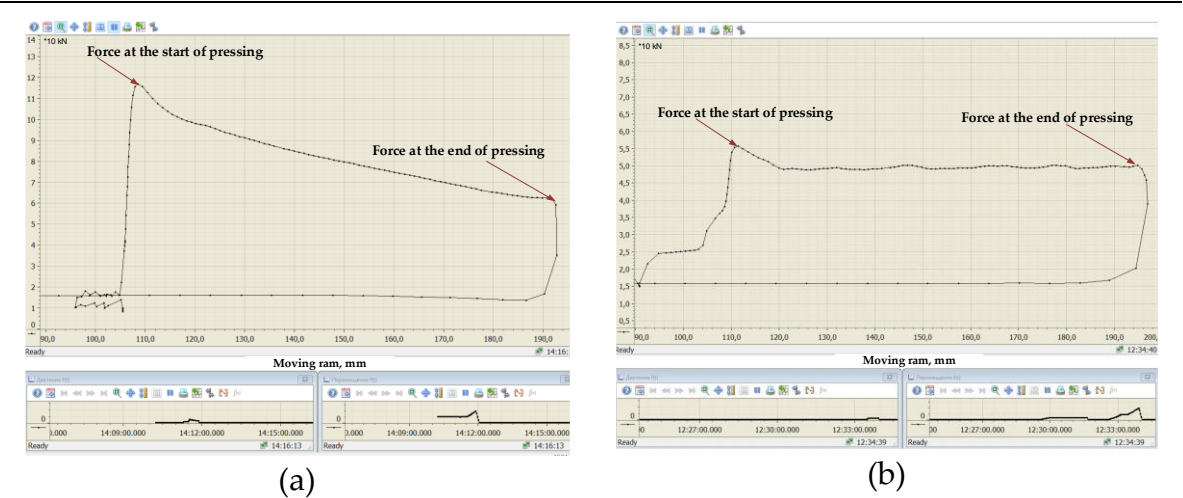 14 *10 kN
Force at the start of pressing
13
12
11
10
9
Force at the end of pressing
8
7
6
5
4
3
2
1
0
90,0 100,0 110,0 120,0 130,0 140,0 150,0 160,0 170,0 180,0 190,0
Ready 14:16:
Moving ram, mm
0
14:09:00.000 14:12:00.000 14:15:00.000
Ready 14:16:13
0
14:09:00.000 14:12:00.000 14:15:00.000
Ready 14:16:13
(a)
8,5 *10 kN
8,0
7,5
7,0
6,5
Force at the start of pressing
Force at the end of pressing
6,0
5,5
5,0
4,5
4,0
3,5
3,0
2,5
2,0
1,5
1,0
0,5
90,0 100,0 110,0 120,0 130,0 140,0 150,0 160,0 170,0 180,0 190,0 200,
Ready 12:34:40
Moving ram, mm
0
12:27:00.000 12:30:00.000 12:33:00.000
Ready 12:34:39
0
12:27:00.000 12:30:00.000 12:33:00.000
Ready 12:34:39
(b)